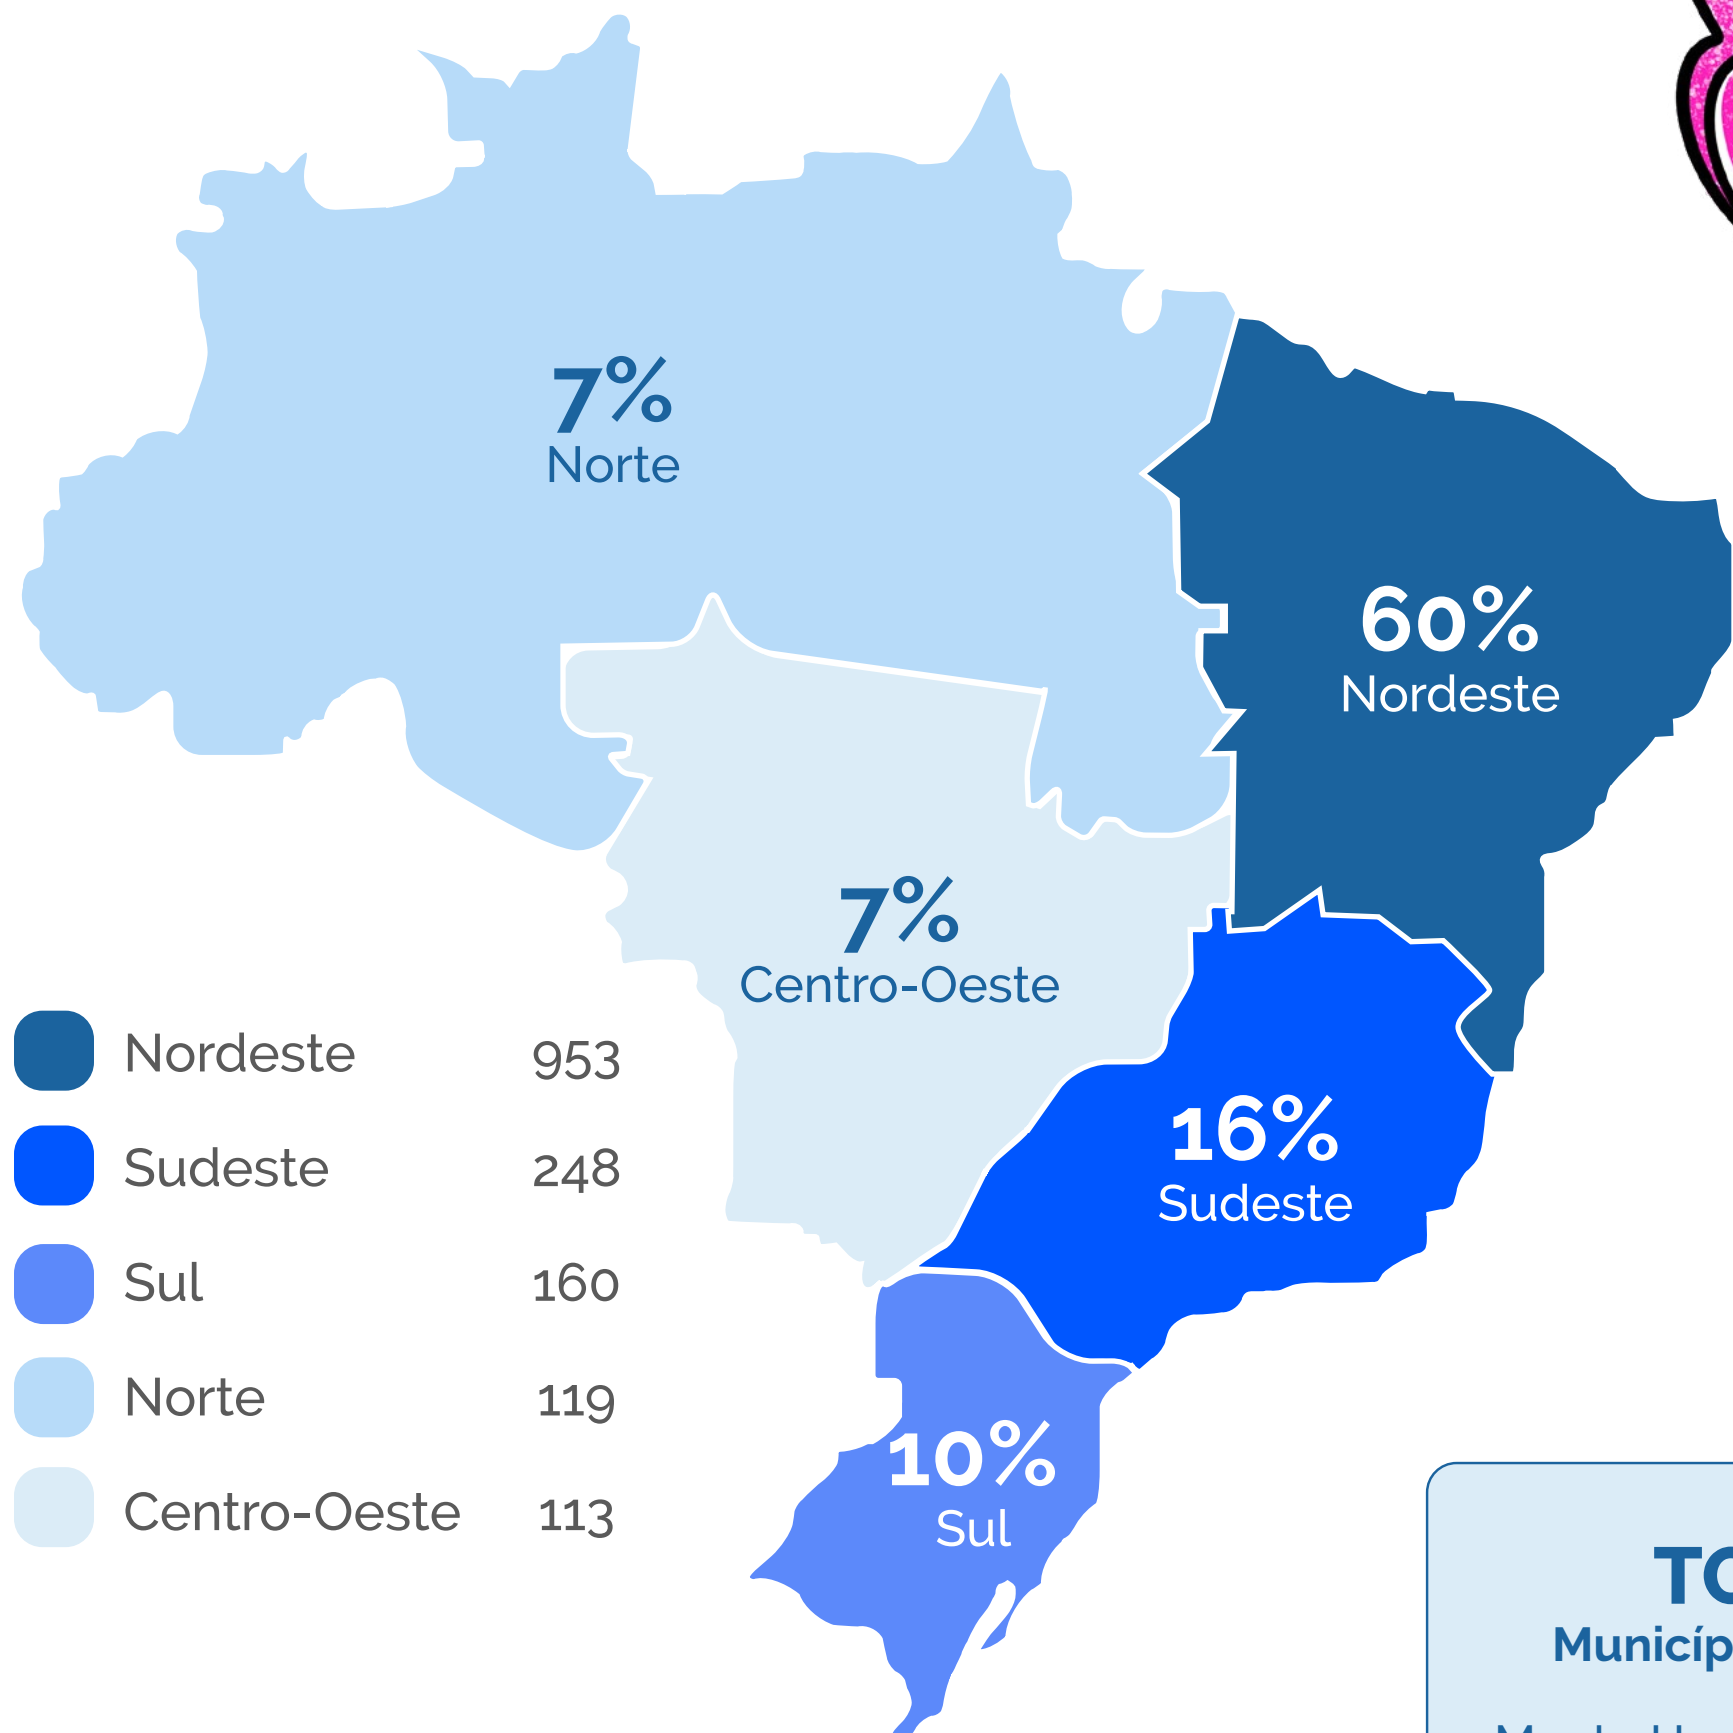 7%
Norte
60%
Nordeste
7%
Centro-Oeste
16%
Sudeste
10%
Sul
Nordeste 953
Sudeste 248
Sul 160
Norte 119
Centro-Oeste 113